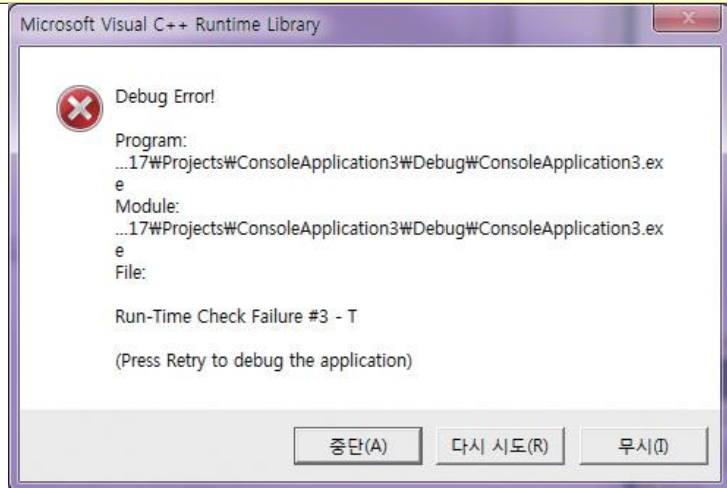 Microsoft Visual C++ Runtime Library
Debug Error!
Program:
...17₩Projects₩ConsoleApplication3₩Debug₩ConsoleApplication3.ex
e
Module:
...17₩Projects₩ConsoleApplication3₩Debug₩ConsoleApplication3.ex
e
File:
Run-Time Check Failure #3 - T
(Press Retry to debug the application)
중단(A)
다시 시도(R)
무시(I)